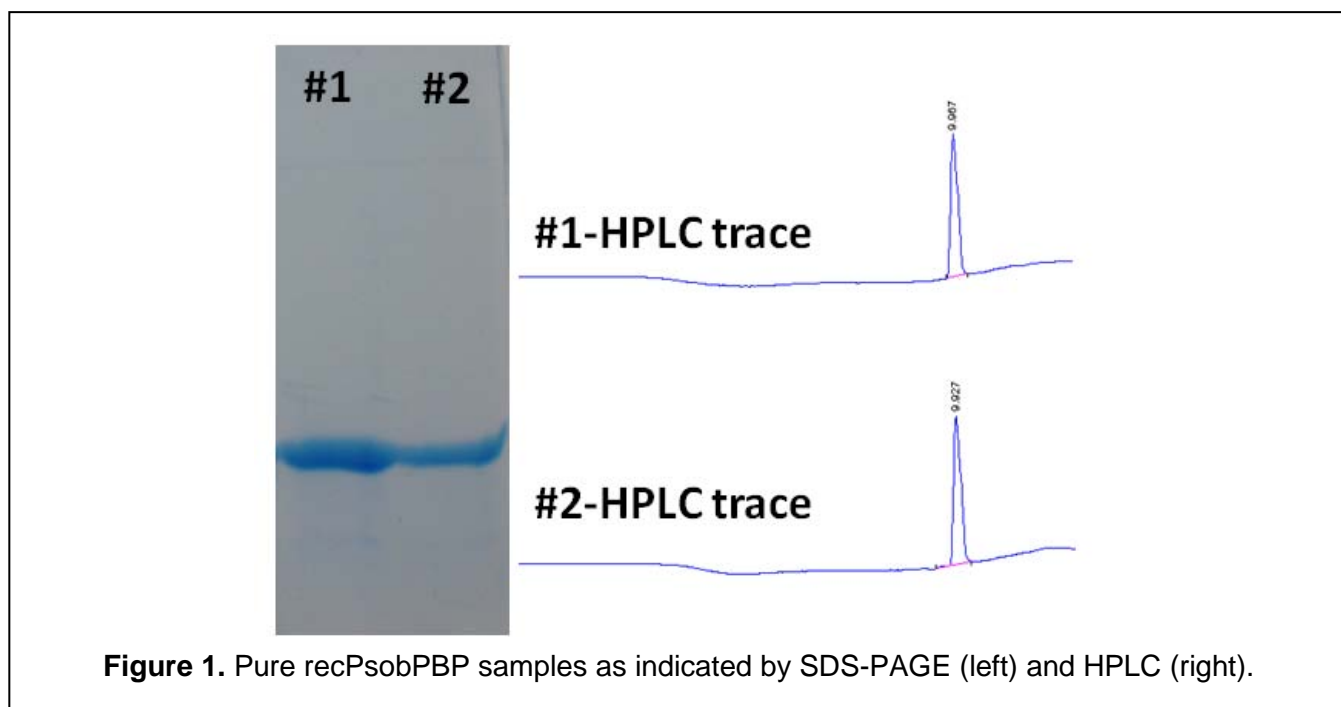 #1 #2
9.967
#1-HPLC trace
9.927
#2-HPLC trace
Figure 1. Pure recPsobPBP samples as indicated by SDS-PAGE (left) and HPLC (right).